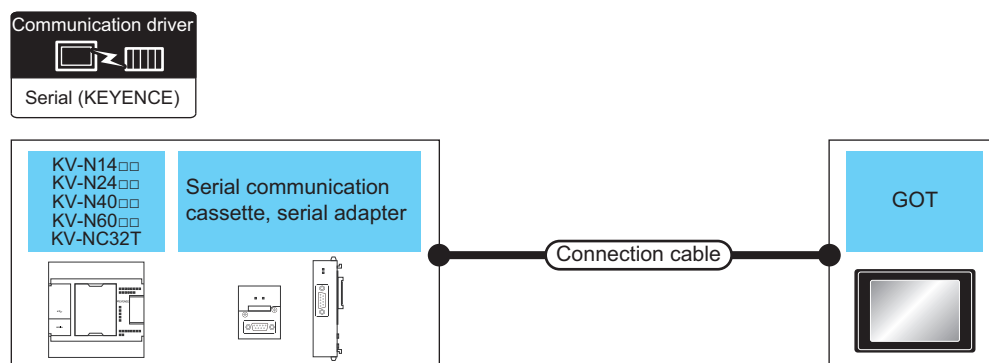 Communication driver
Serial (KEYENCE)
KV-N14□□
KV-N24□□
KV-N40□□
KV-N60□□
KV-NC32T
Serial communication
cassette, serial adapter
Connection cable
GOT